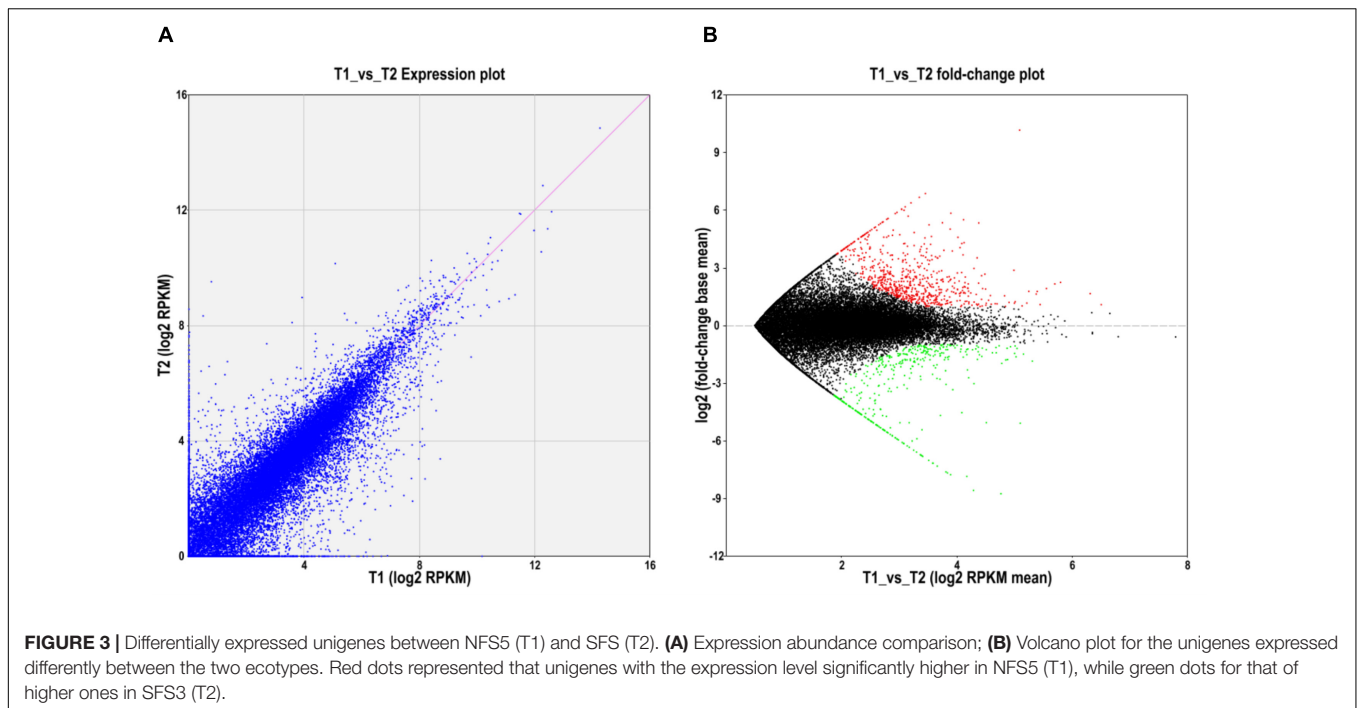 A
T1_vs_T2 Expression plot
16
12
8
4
0
4
8
12
16
T2 (log2 RPKM)
T1 (log2 RPKM)
B
T1_vs_T2 fold-change plot
12
9
6
3
0
-3
-6
-9
-12
2
4
6
8
log2 (fold-change base mean)
T1_vs_T2 (log2 RPKM mean)
FIGURE 3 | Differentially expressed unigenes between NFS5 (T1) and SFS (T2). (A) Expression abundance comparison; (B) Volcano plot for the unigenes expressed
differently between the two ecotypes. Red dots represented that unigenes with the expression level significantly higher in NFS5 (T1), while green dots for that of
higher ones in SFS3 (T2).